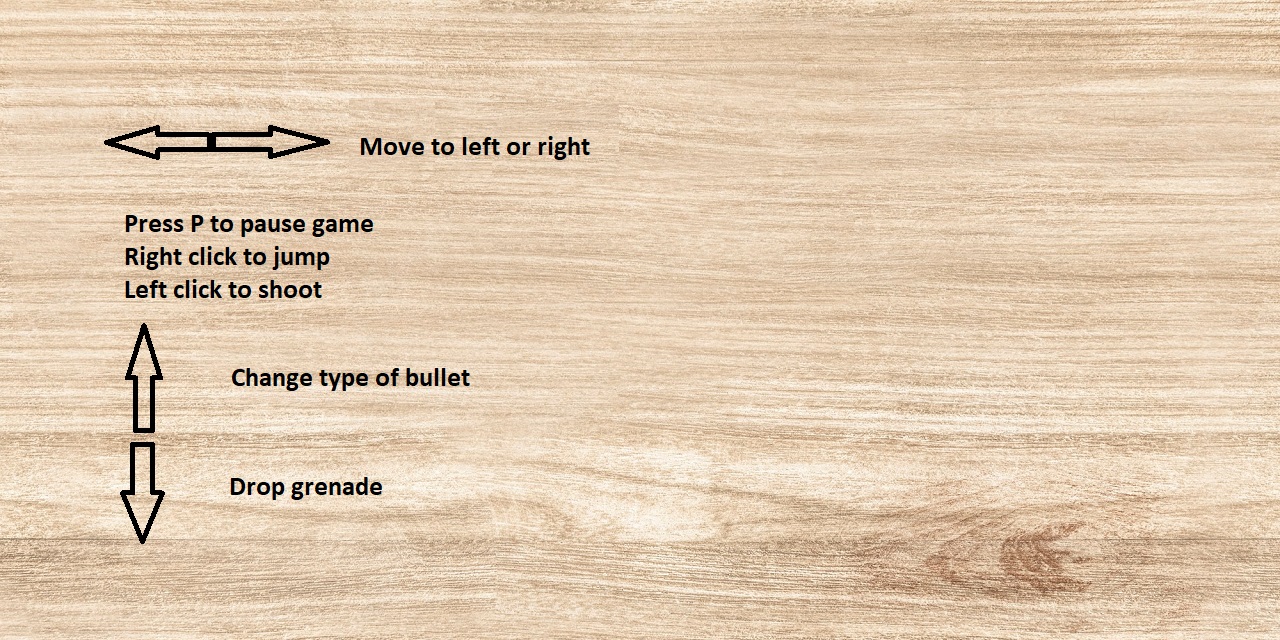 Move to left or right
Press P to pause game
Right click to jump
Left click to shoot
Change type of bullet
Drop grenade